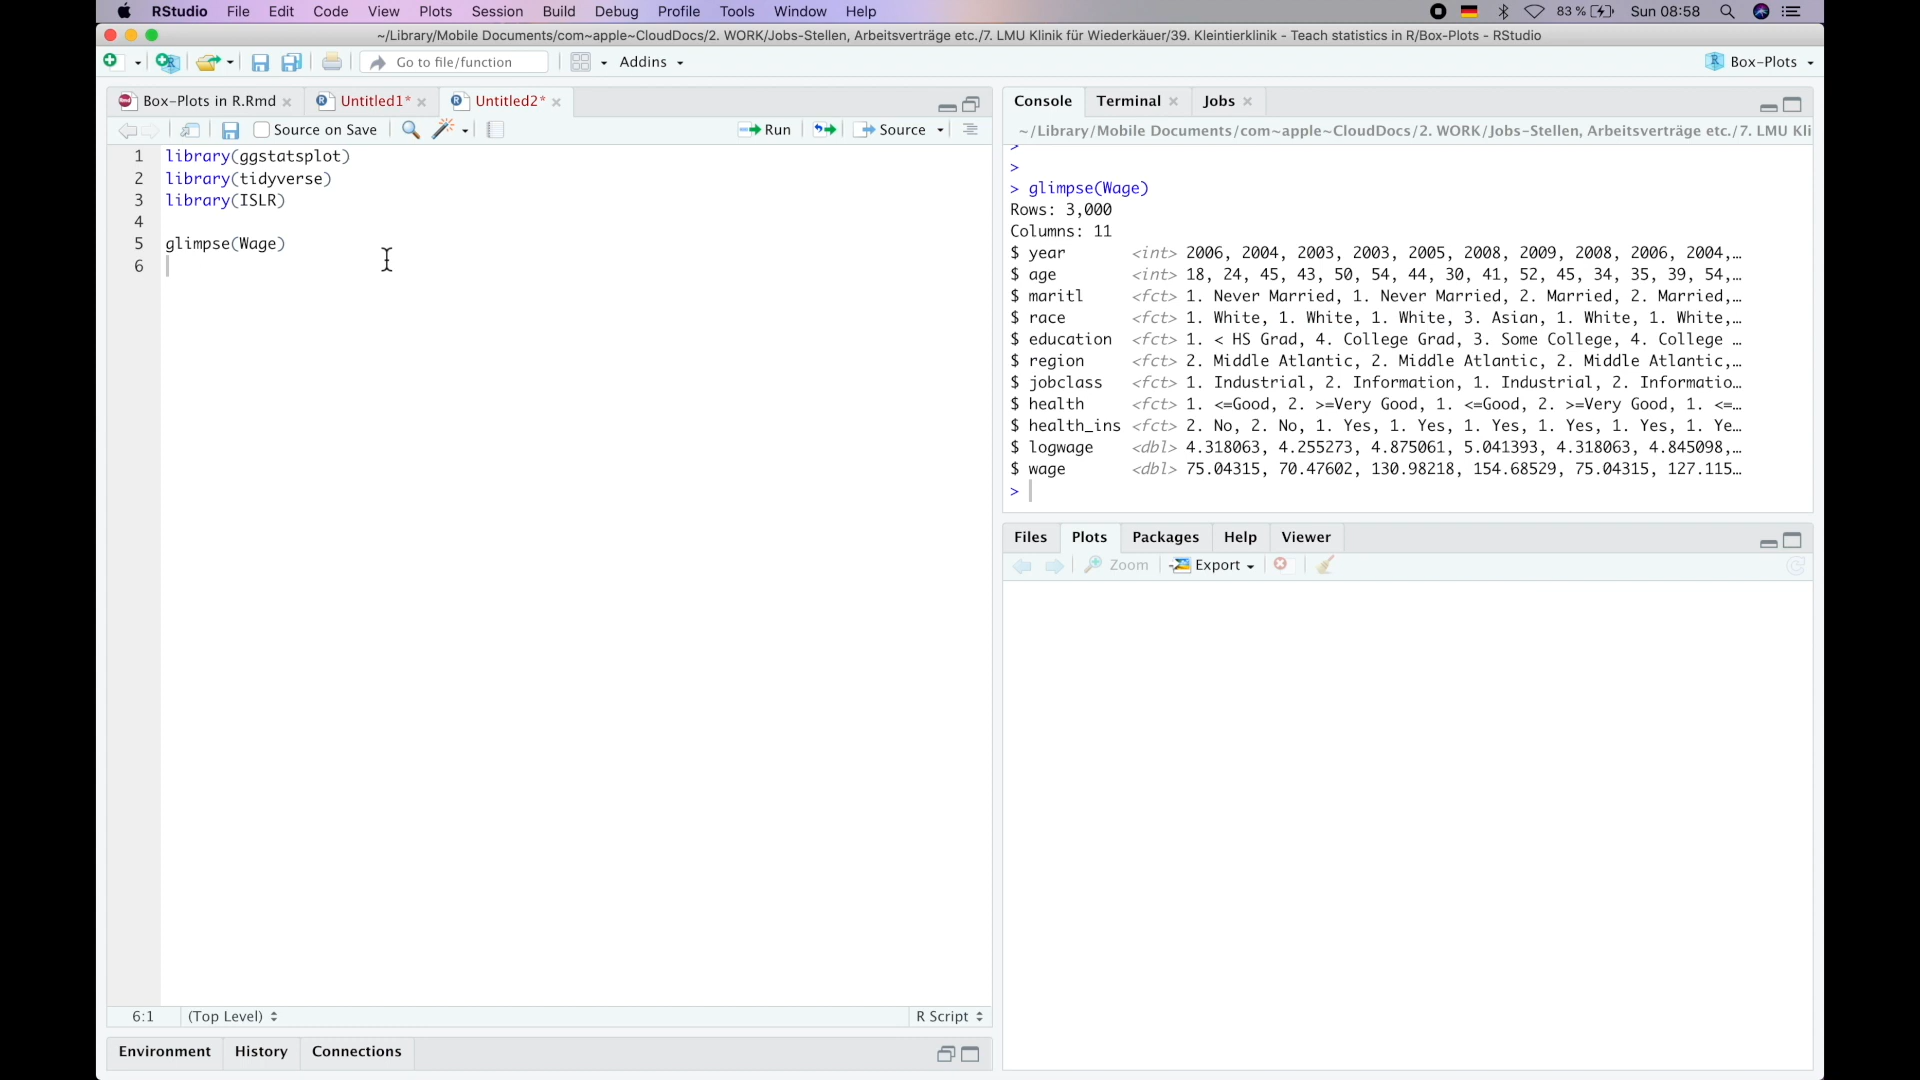 RStudio File Edit Code View Plots Session Build Debug Profile Tools Window Help 83 % Sun 08:58
~/Library/Mobile Documents/com~apple~CloudDocs/2. WORK/Jobs-Stellen, Arbeitsverträge etc./7. LMU Klinik für Wiederkäuer/39. Kleintierklinik - Teach statistics in R/Box-Plots - RStudio
Go to file/function Addins Box-Plots
Box-Plots in R.Rmd Untitled1* Untitled2*
Source on Save Run Source
1 library(ggstatsplot)
2 library(tidyverse)
3 library(ISLR)
4
5 glimpse(Wage)
6
6:1 (Top Level) R Script
Environment History Connections
Console Terminal Jobs
~/Library/Mobile Documents/com~apple~CloudDocs/2. WORK/Jobs-Stellen, Arbeitsverträge etc./7. LMU Kli
>
>
> glimpse(Wage)
Rows: 3,000
Columns: 11
$ year <int> 2006, 2004, 2003, 2003, 2005, 2008, 2009, 2008, 2006, 2004,…
$ age <int> 18, 24, 45, 43, 50, 54, 44, 30, 41, 52, 45, 34, 35, 39, 54,…
$ maritl <fct> 1. Never Married, 1. Never Married, 2. Married, 2. Married,…
$ race <fct> 1. White, 1. White, 1. White, 3. Asian, 1. White, 1. White,…
$ education <fct> 1. < HS Grad, 4. College Grad, 3. Some College, 4. College …
$ region <fct> 2. Middle Atlantic, 2. Middle Atlantic, 2. Middle Atlantic,…
$ jobclass <fct> 1. Industrial, 2. Information, 1. Industrial, 2. Informatio…
$ health <fct> 1. <=Good, 2. >=Very Good, 1. <=Good, 2. >=Very Good, 1. <=…
$ health_ins <fct> 2. No, 2. No, 1. Yes, 1. Yes, 1. Yes, 1. Yes, 1. Yes, 1. Ye…
$ logwage <dbl> 4.318063, 4.255273, 4.875061, 5.041393, 4.318063, 4.845098,…
$ wage <dbl> 75.04315, 70.47602, 130.98218, 154.68529, 75.04315, 127.115…
>
Files Plots Packages Help Viewer
Zoom Export